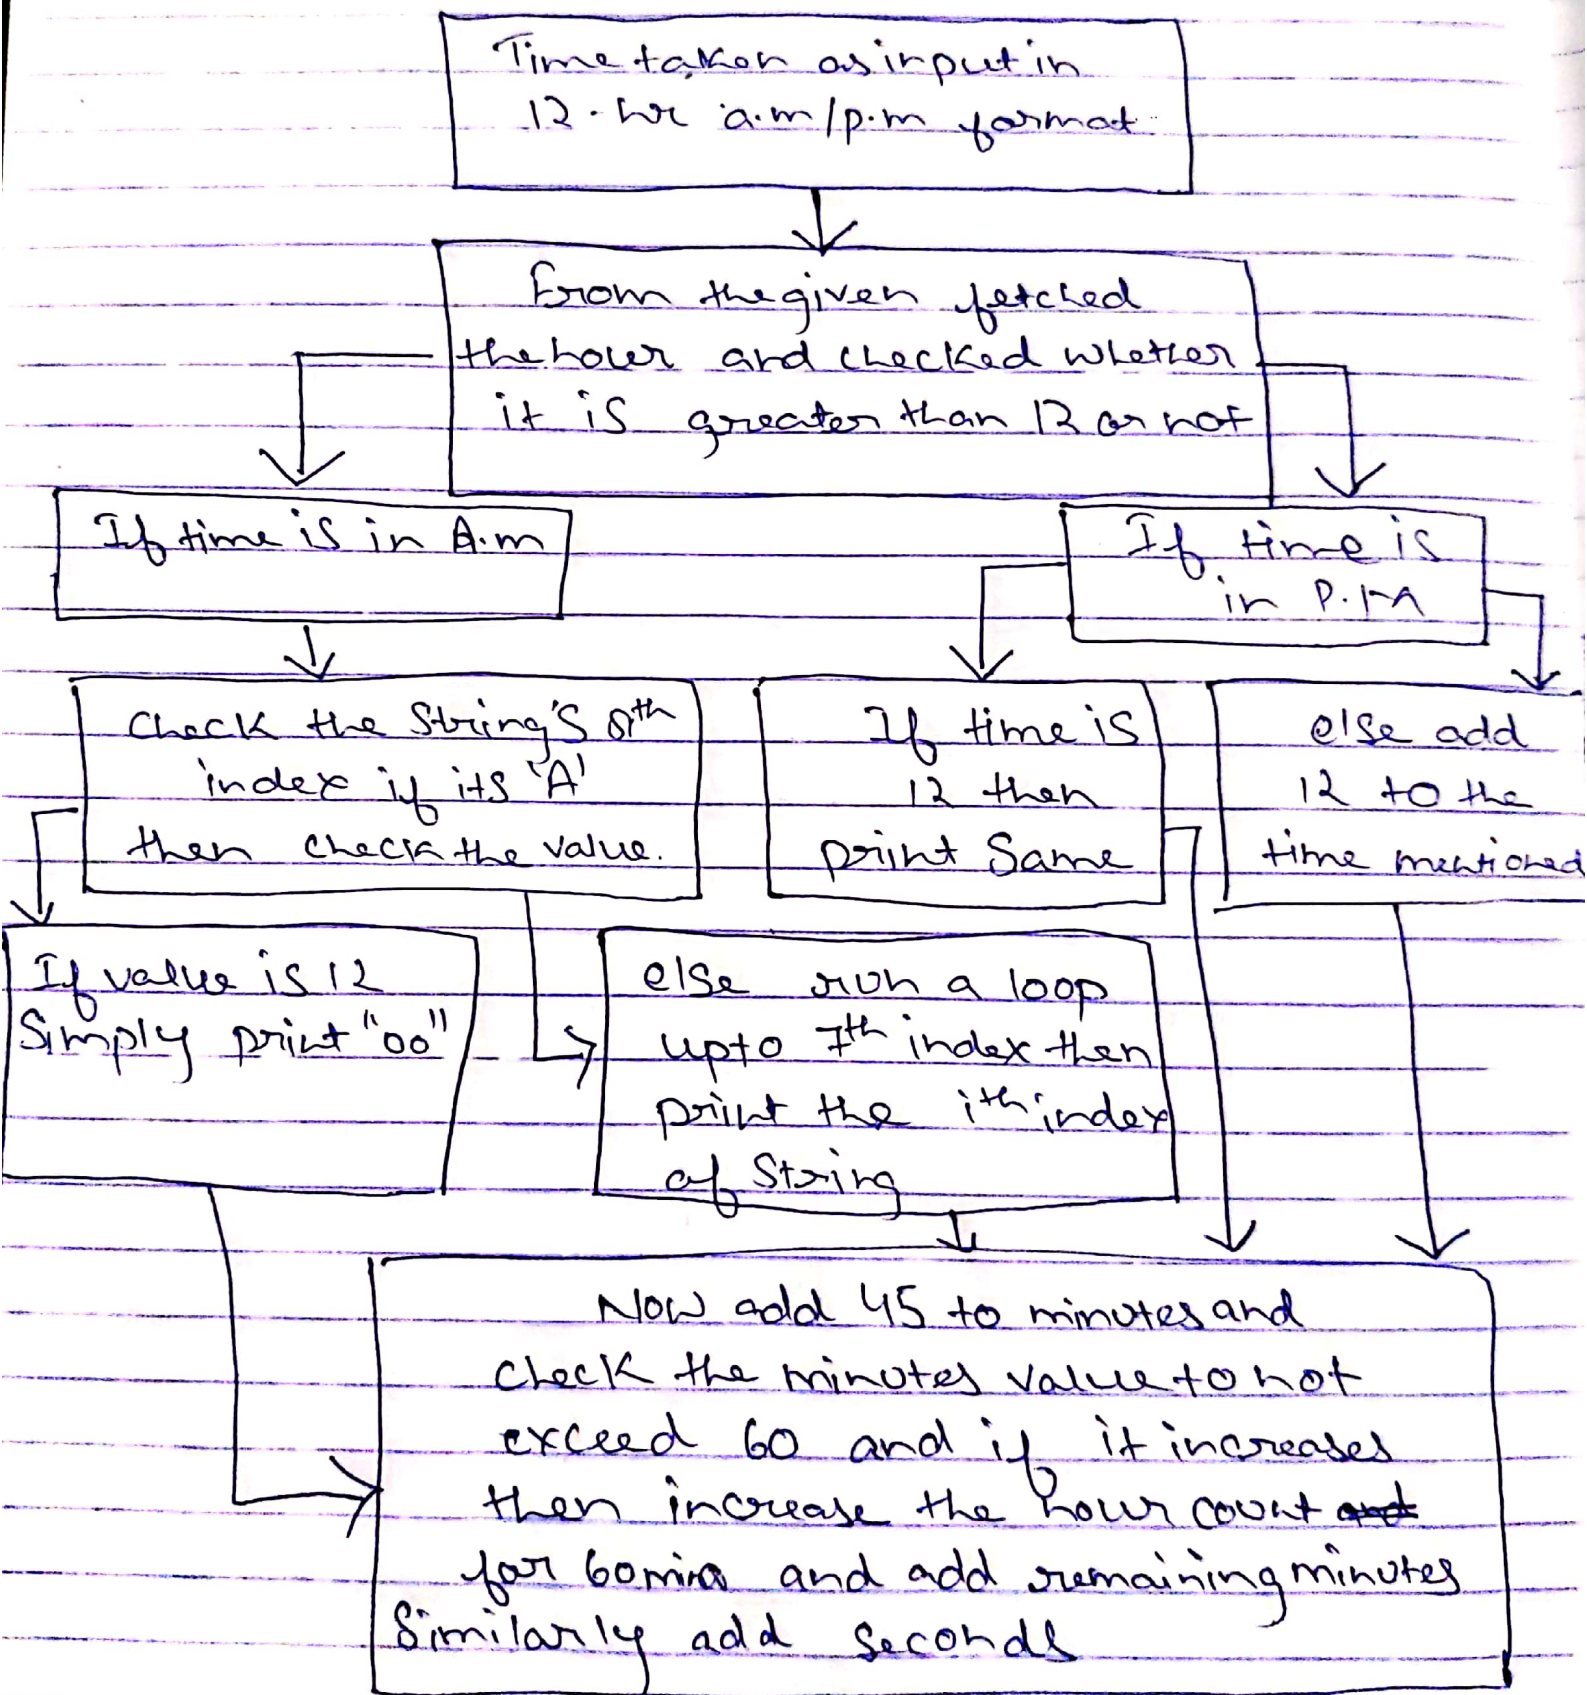 Time taken as input in
12-hr a.m/p.m format
From the given fetched
the hour and checked whether
it is greater than 12 or not
If time is in A.m
If time is
in P.M
Check the String's 8th
index if its 'A'
then check the value.
If time is
12 then
print Same
else add
12 to the
time mentioned
If value is 12
Simply print "00"
else run a loop
upto 7th index then
print the ith index
of String
Now add 45 to minutes and
check the minutes value to not
exceed 60 and if it increases
then increase the hour count
for 60min and add remaining minutes
Similarly add seconds